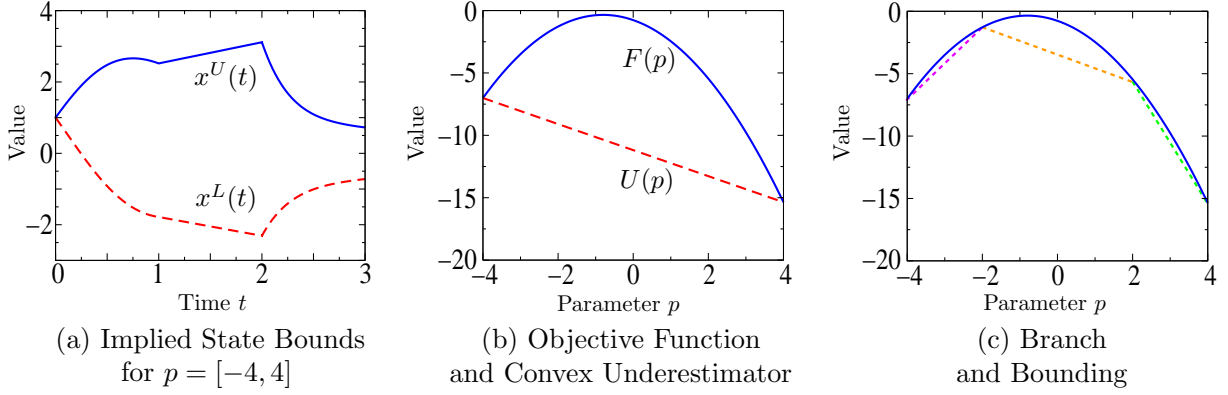 4
2
0
−2
0
1
2
3
Value
Time t
x^U(t)
x^L(t)
(a) Implied State Bounds
for p = [−4, 4]
0
−5
−10
−15
−20
−4
−2
0
2
4
Value
Parameter p
F(p)
U(p)
(b) Objective Function
and Convex Underestimator
0
−5
−10
−15
−20
−4
−2
0
2
4
Value
Parameter p
(c) Branch
and Bounding